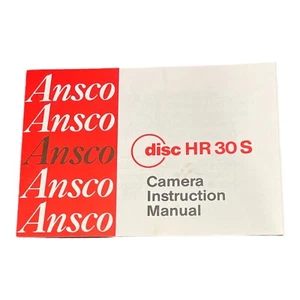 Ansco
Ansco
Ansco
Ansco
Ansco
disc HR 30 S
Camera
Instruction
Manual